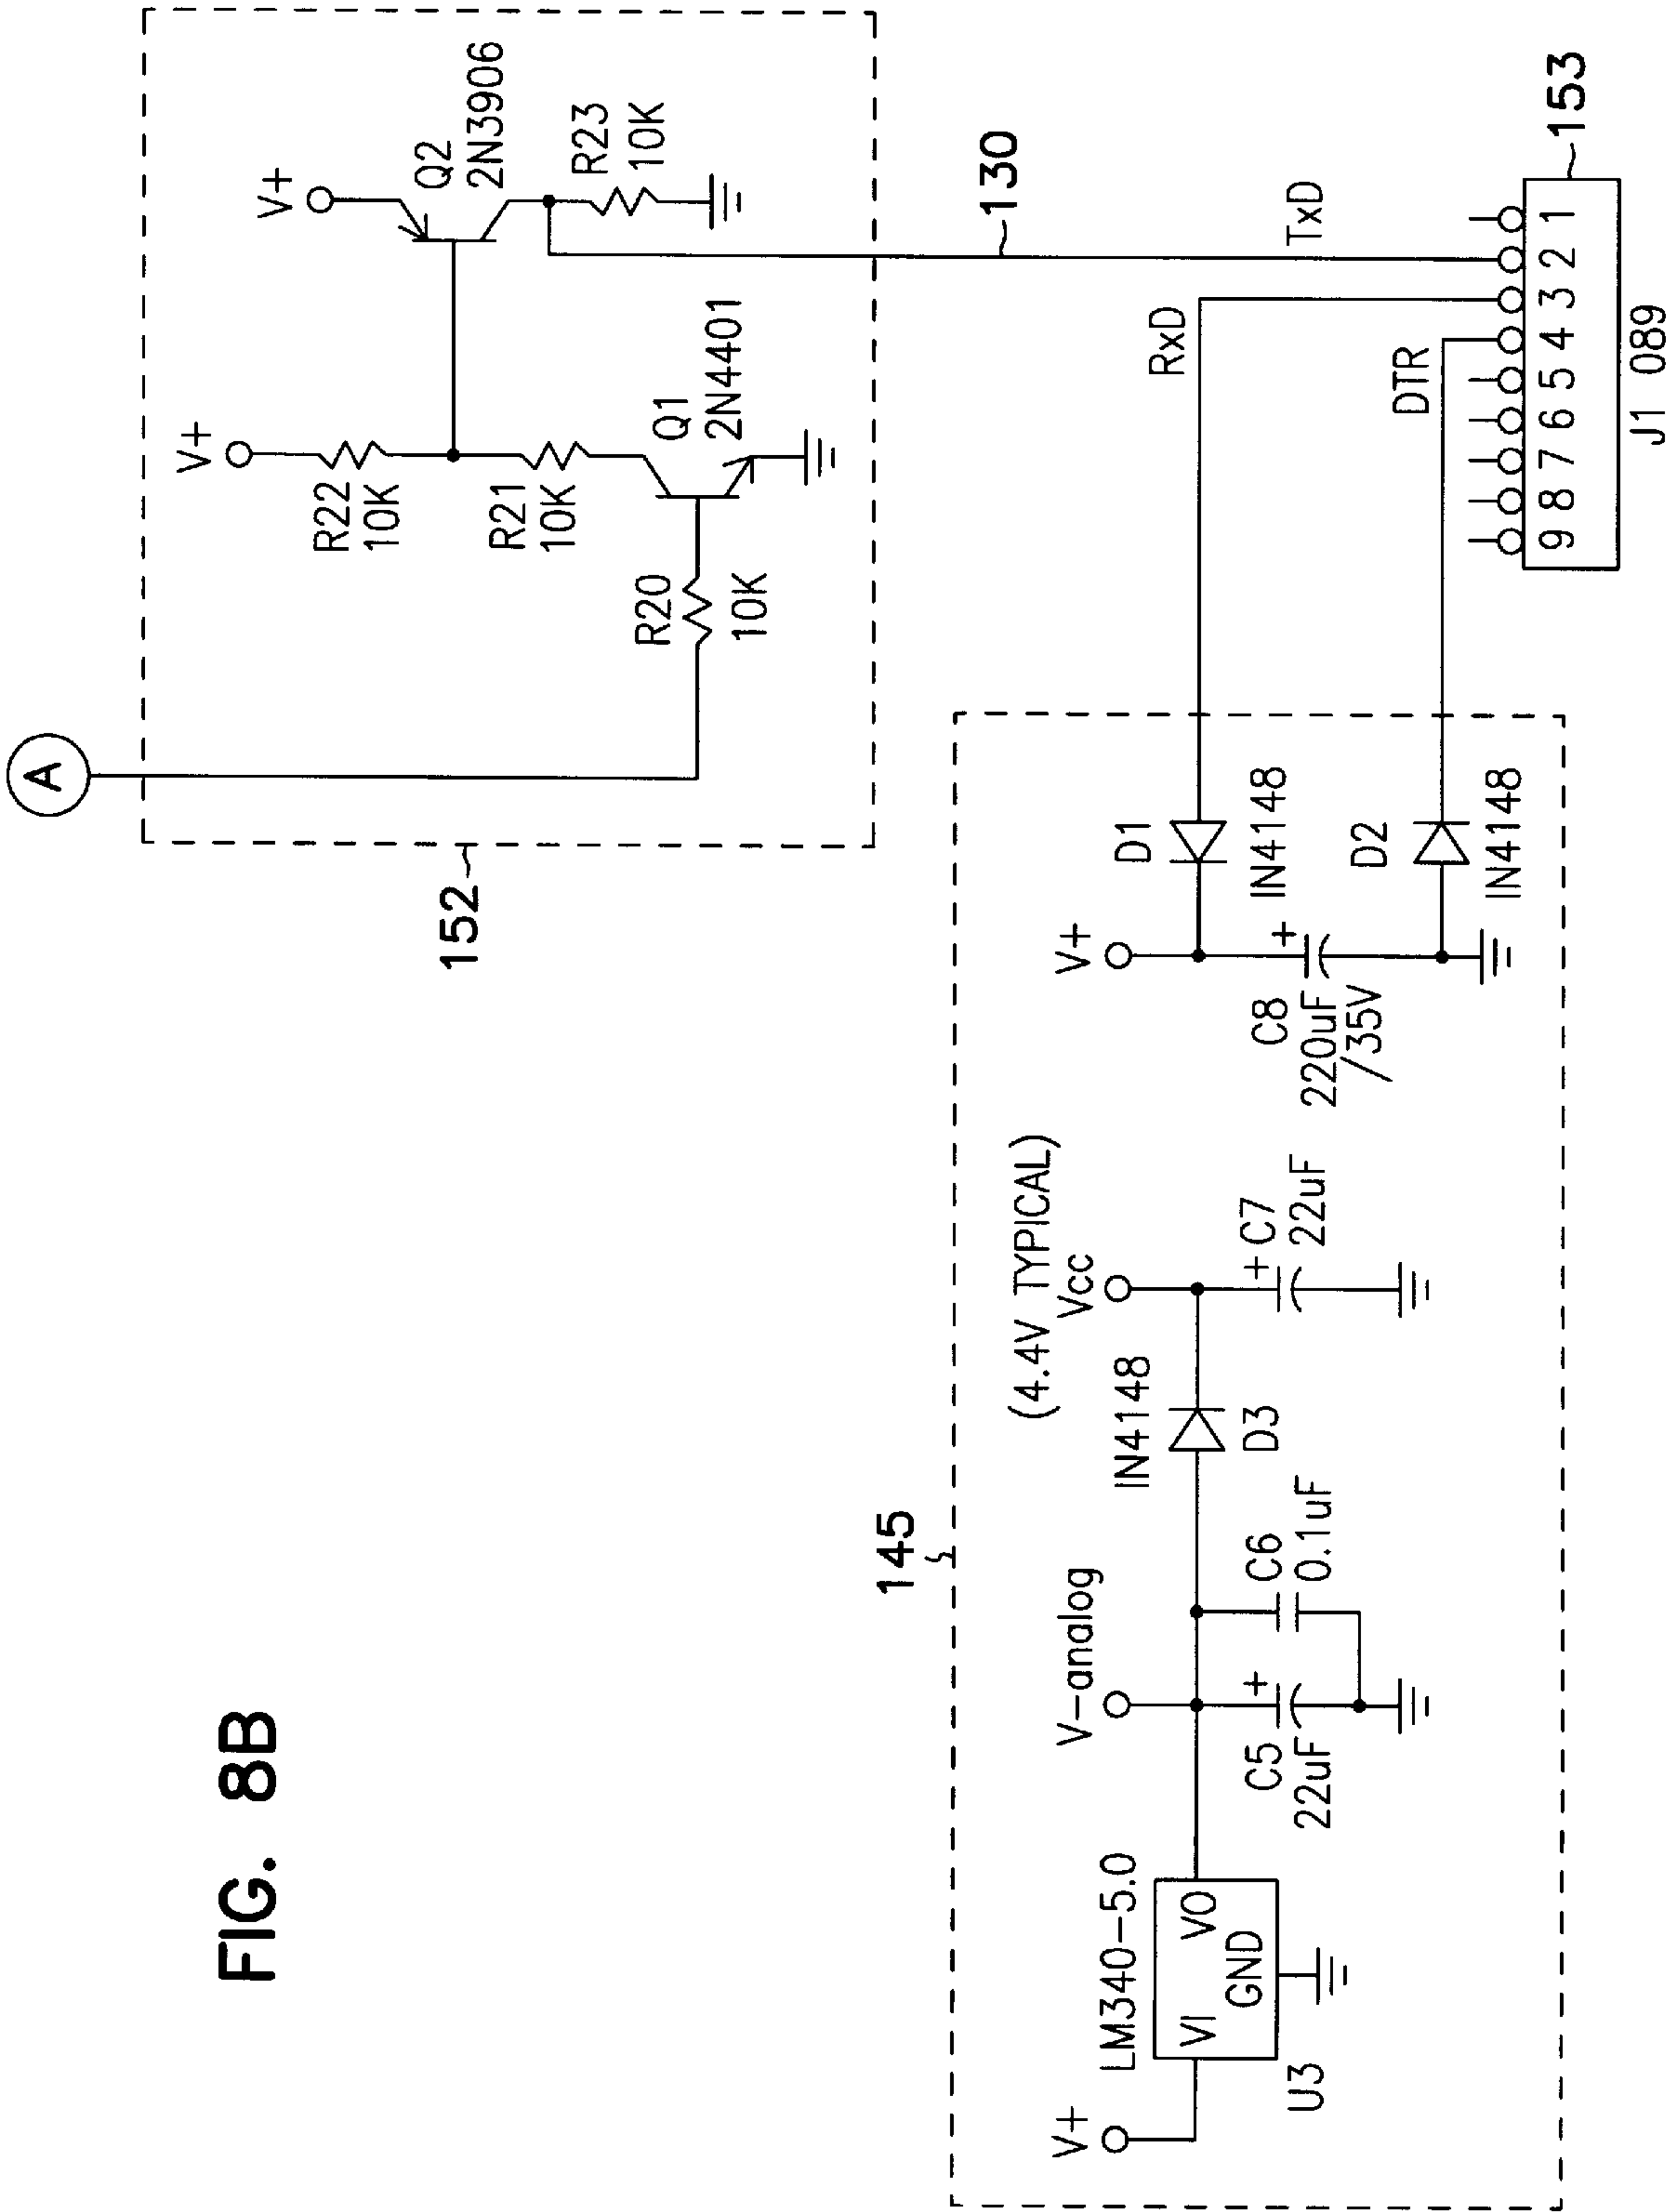 FIG. 8B
A
152
V+
R22
10K
R21
10K
R20
10K
Q1
2N4401
V+
Q2
2N3906
R23
10K
130
145
V+
LM340-5.0
VI VO
GND
U3
V-analog
C5
22uF
+
C6
0.1uF
IN4148
D3
(4.4V TYPICAL)
Vcc
+
C7
22uF
V+
C8
220uF
/35V
+
D1
IN4148
D2
IN4148
RxD
TxD
DTR
9 8 7 6 5 4 3 2 1
J1 089
153